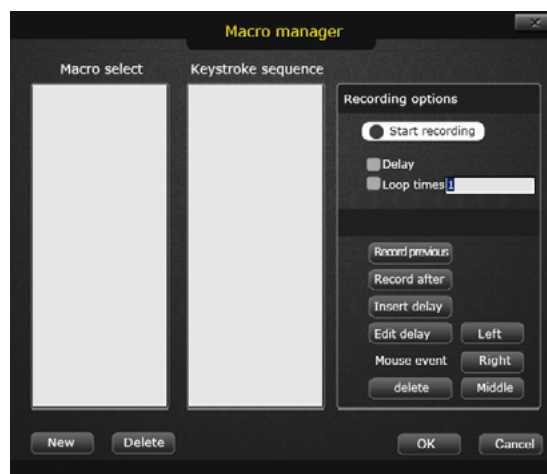 Macro manager
Macro select
Keystroke sequence
Recording options
Start recording
Delay
Loop times 1
Record previous
Record after
Insert delay
Edit delay
Left
Mouse event
Right
delete
Middle
New
Delete
OK
Cancel